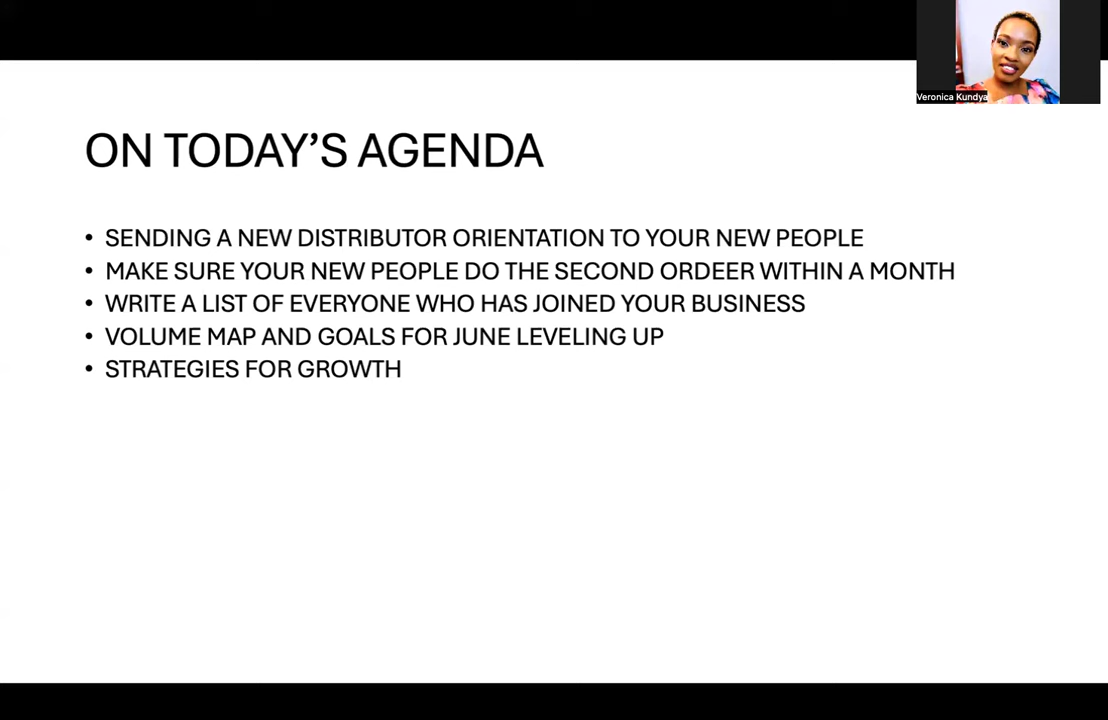 Veronica Kundya
ON TODAY’S AGENDA
• SENDING A NEW DISTRIBUTOR ORIENTATION TO YOUR NEW PEOPLE
• MAKE SURE YOUR NEW PEOPLE DO THE SECOND ORDEER WITHIN A MONTH
• WRITE A LIST OF EVERYONE WHO HAS JOINED YOUR BUSINESS
• VOLUME MAP AND GOALS FOR JUNE LEVELING UP
• STRATEGIES FOR GROWTH